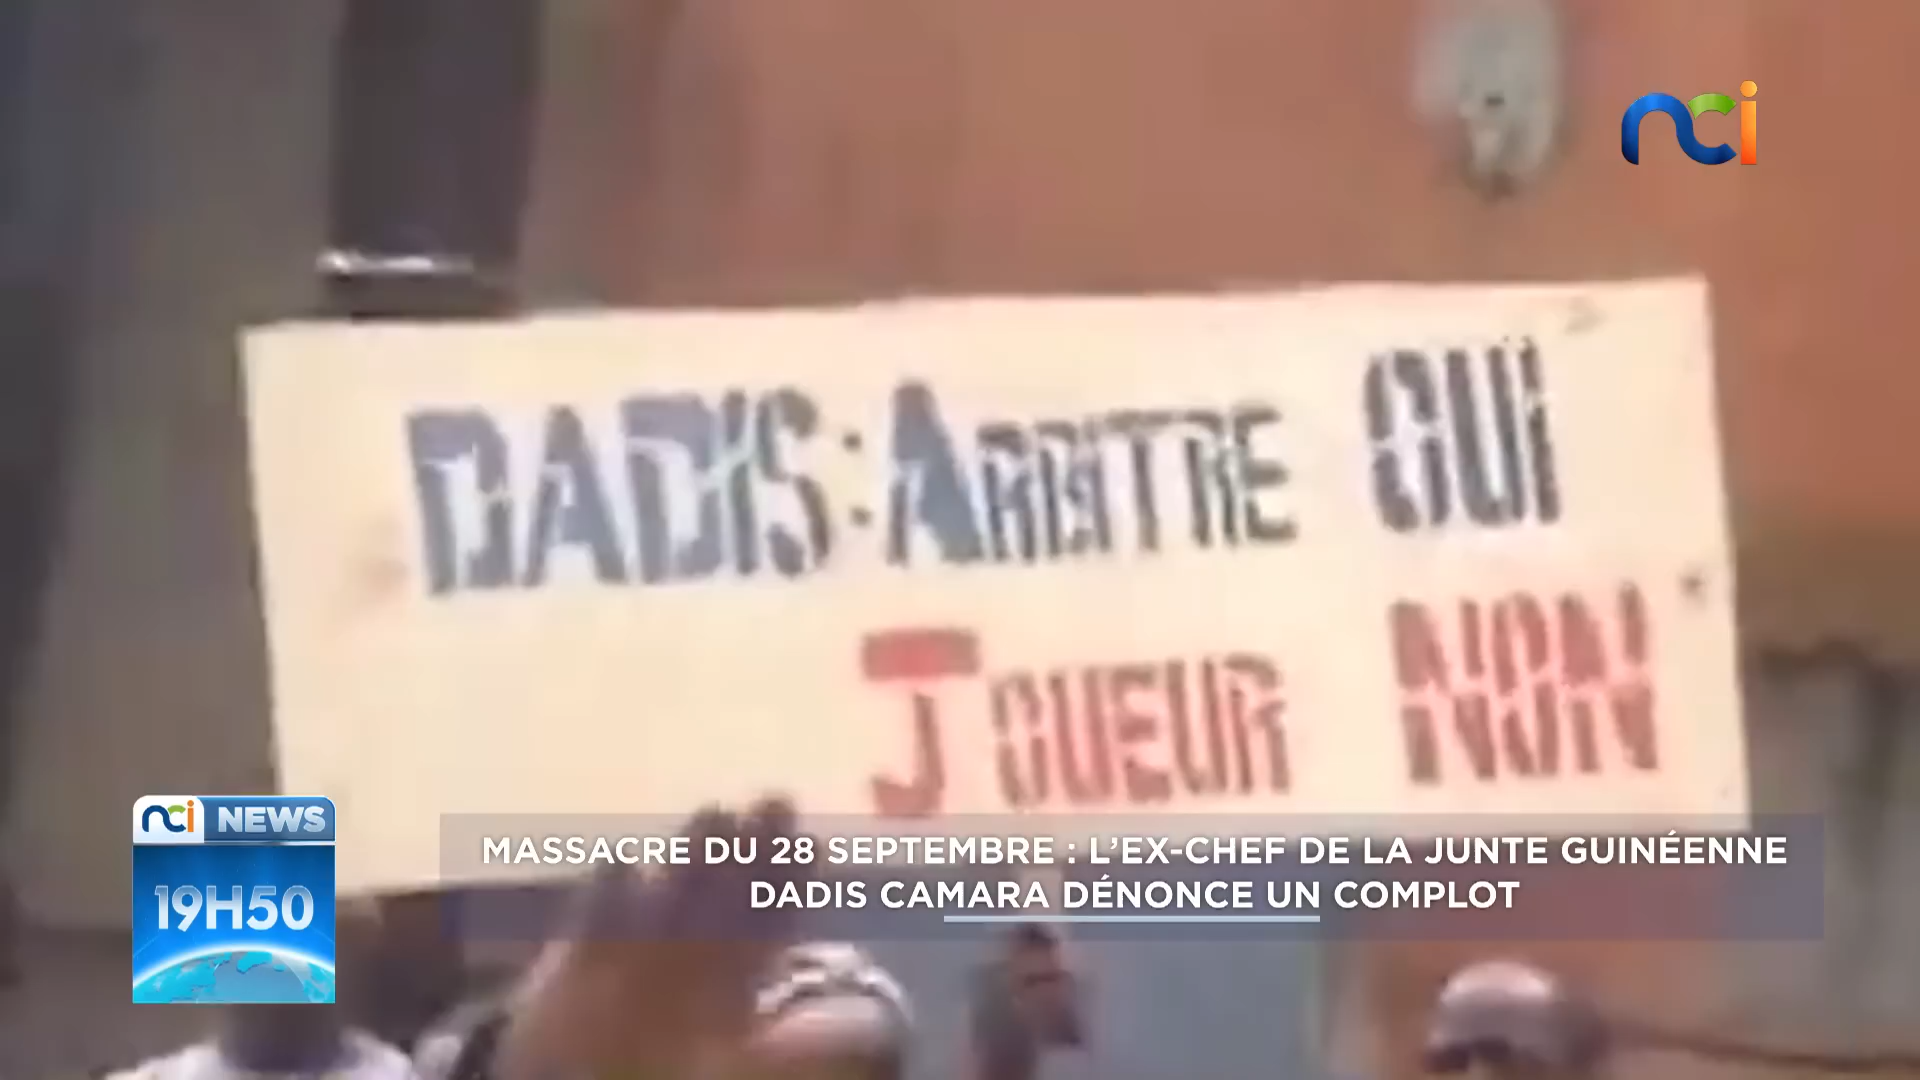 nci
DADIS : ARBITRE OUI
JOUEUR NON
nci NEWS
19H50
MASSACRE DU 28 SEPTEMBRE : L'EX-CHEF DE LA JUNTE GUINÉENNE
DADIS CAMARA DÉNONCE UN COMPLOT